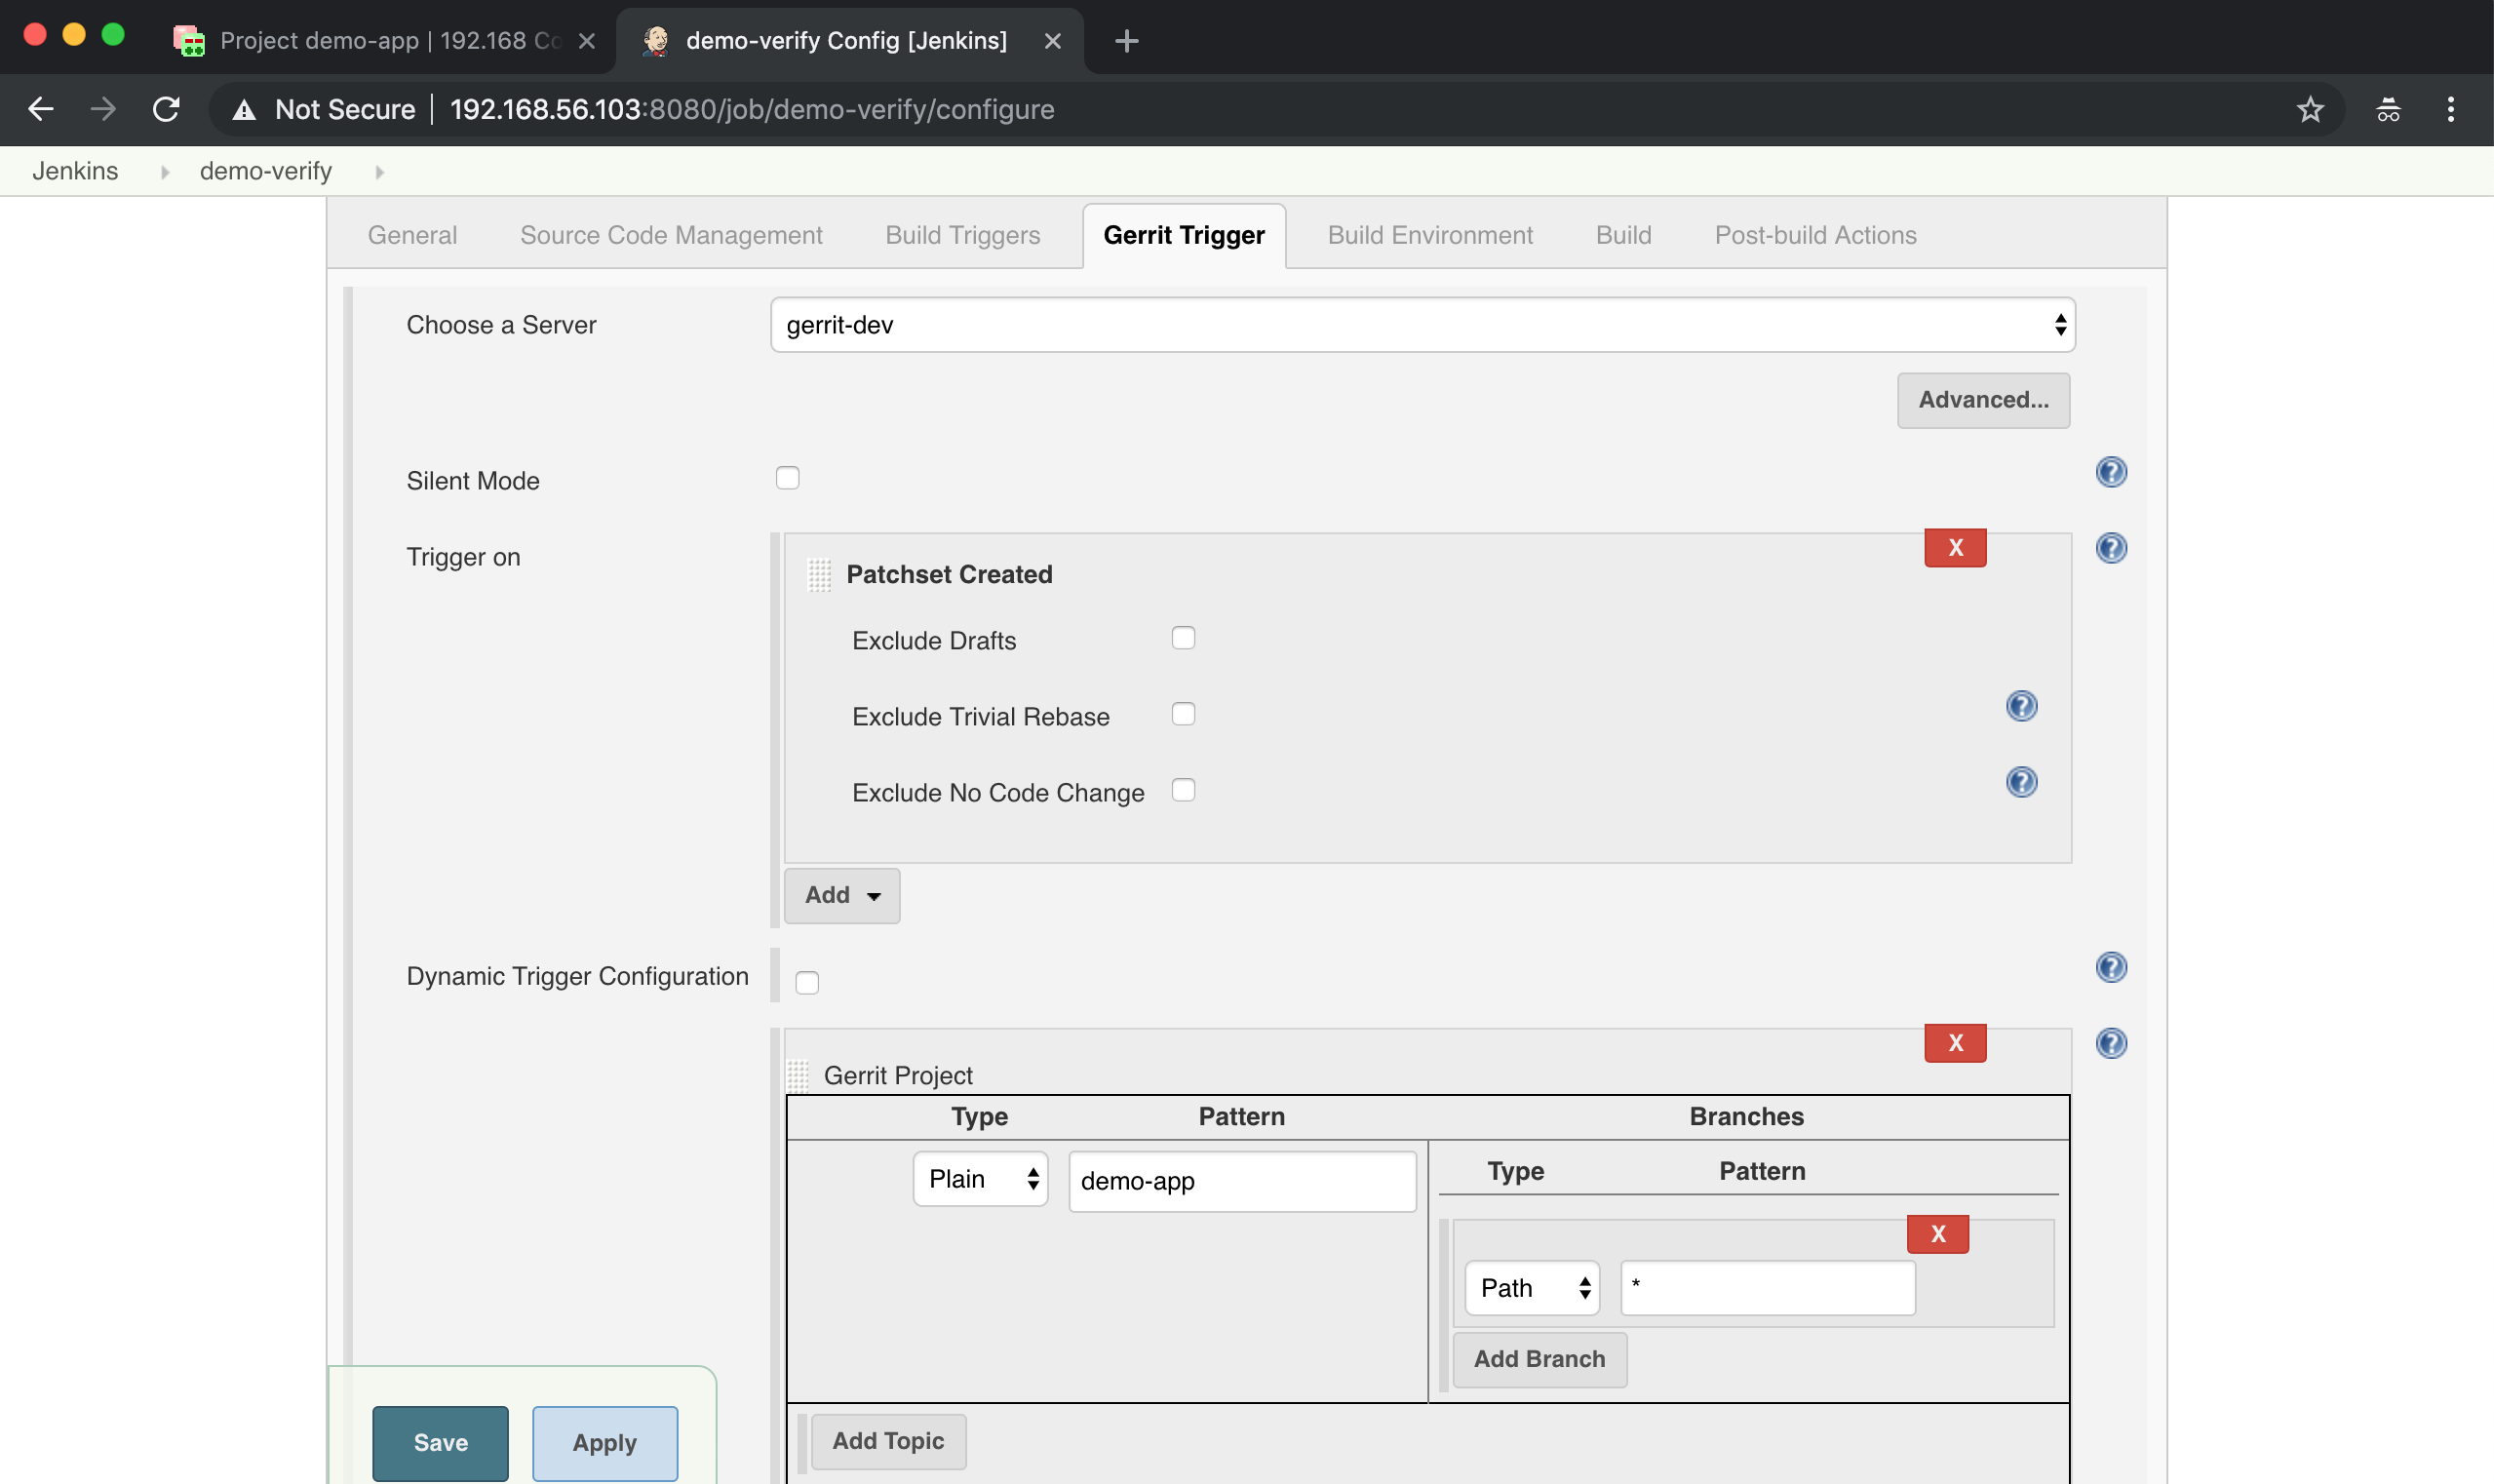 Project demo-app | 192.168 Co
demo-verify Config [Jenkins]
Not Secure 192.168.56.103:8080/job/demo-verify/configure
Jenkins demo-verify
General Source Code Management Build Triggers Gerrit Trigger Build Environment Build Post-build Actions
Choose a Server gerrit-dev
Advanced...
Silent Mode
Trigger on
X
Patchset Created
Exclude Drafts
Exclude Trivial Rebase
Exclude No Code Change
Add
Dynamic Trigger Configuration
X
Gerrit Project
Type Pattern Branches
Plain demo-app
Type Pattern
X
Path *
Add Branch
Add Topic
Save Apply